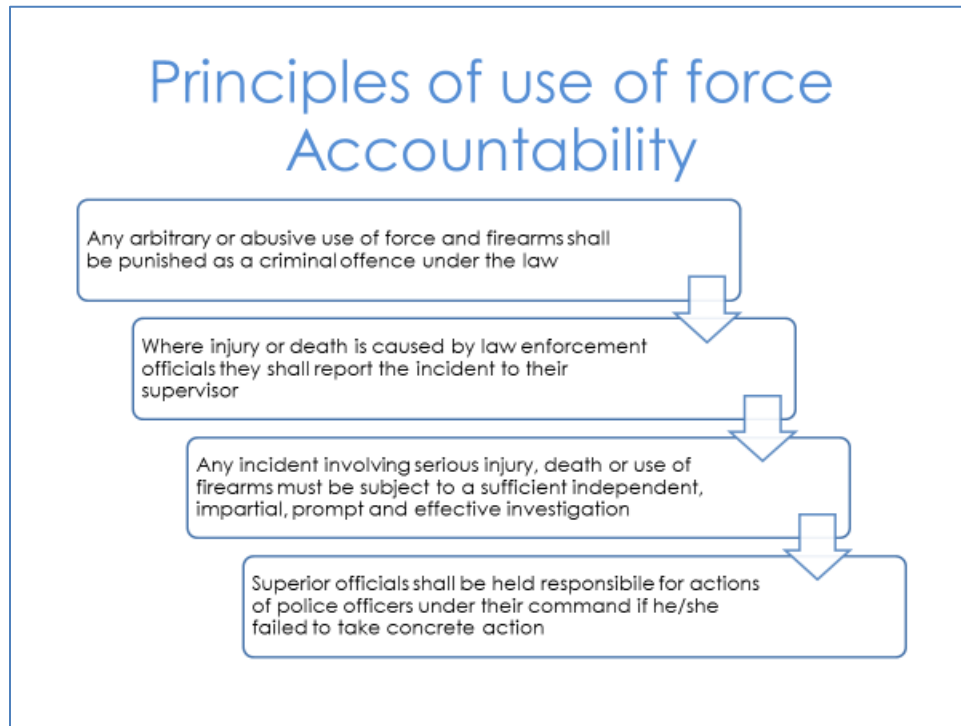 Principles of use of force
Accountability
Any arbitrary or abusive use of force and firearms shall
be punished as a criminal offence under the law
Where injury or death is caused by law enforcement
officials they shall report the incident to their
supervisor
Any incident involving serious injury, death or use of
firearms must be subject to a sufficient independent,
impartial, prompt and effective investigation
Superior officials shall be held responsibile for actions
of police officers under their command if he/she
failed to take concrete action